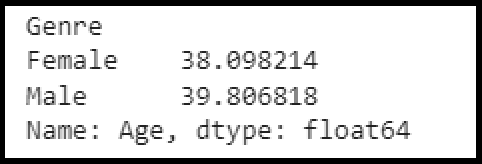 Genre
Female    38.098214
Male      39.806818
Name: Age, dtype: float64